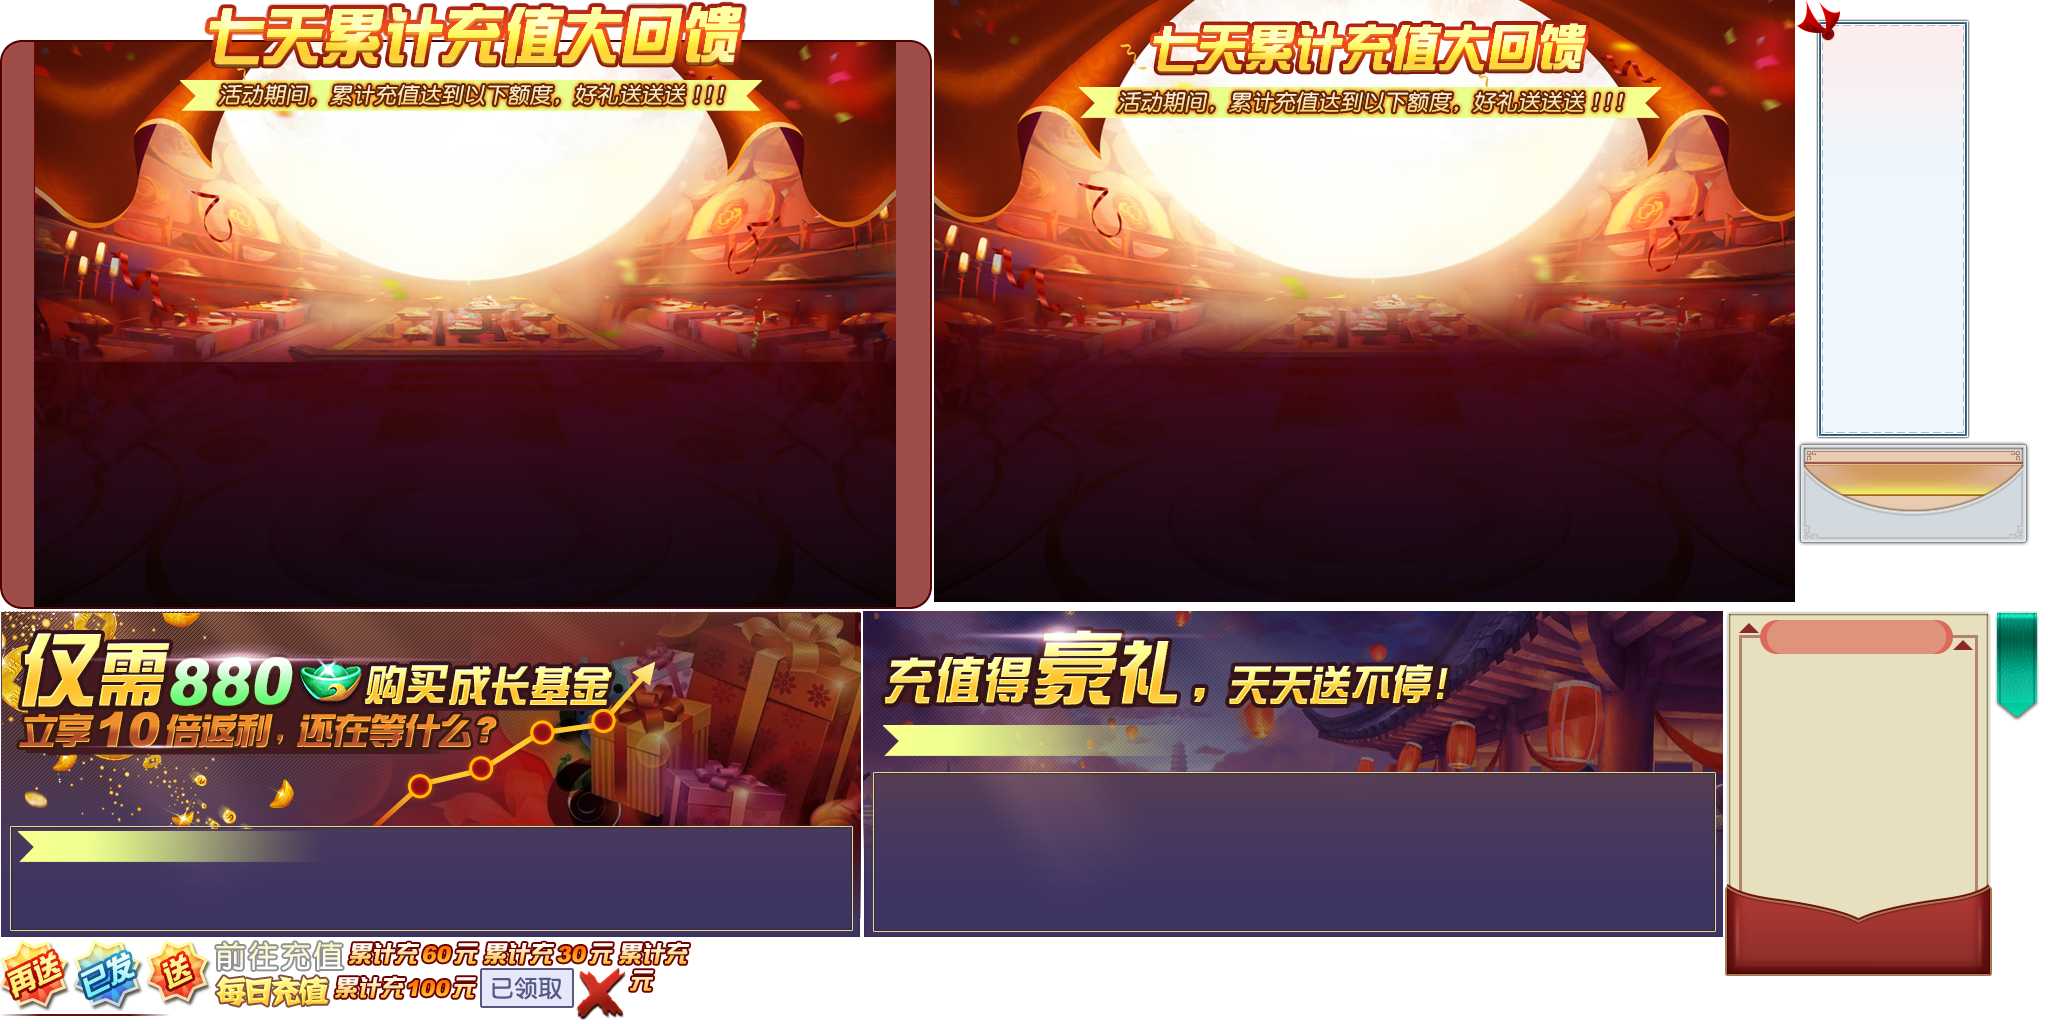 七天累计充值大回馈
活动期间，累计充值达到以下额度，好礼送送送！！！
七天累计充值大回馈
活动期间，累计充值达到以下额度，好礼送送送！！！
仅需880购买成长基金
立享10倍返利，还在等什么？
充值得豪礼，天天送不停！
再送
已发
送
前往充值
每日充值
累计充60元
累计充30元
累计充
累计充100元
已领取
元